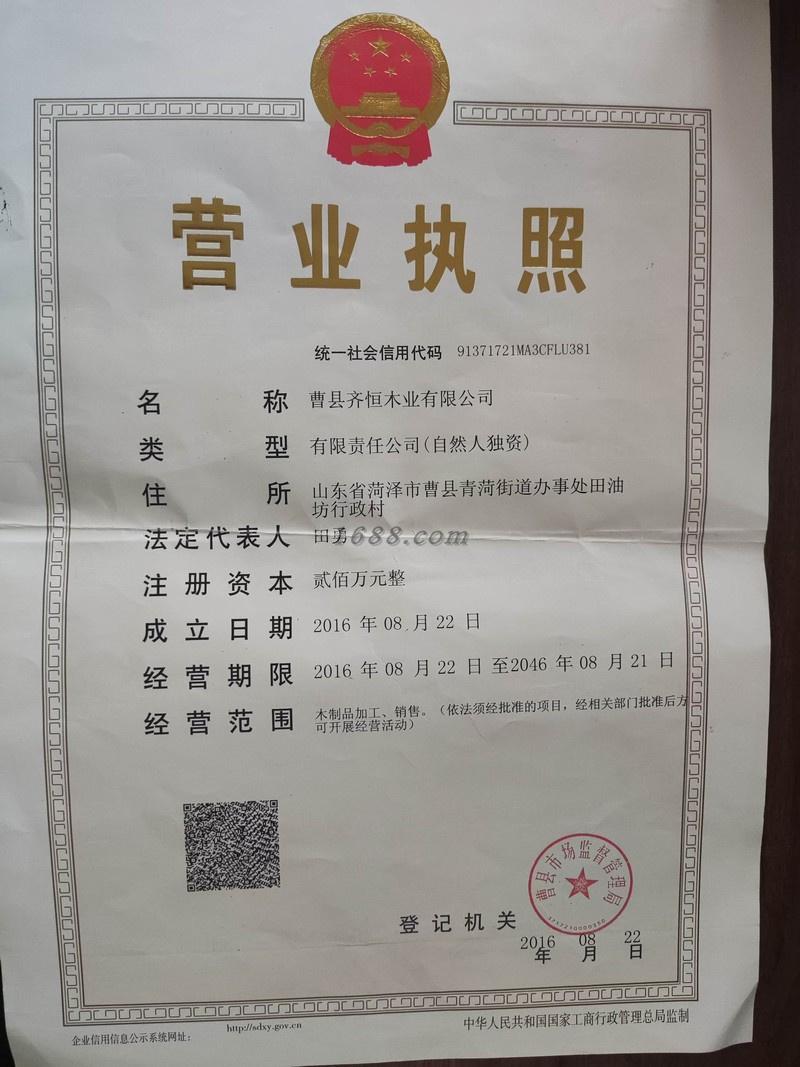 营业执照
统一社会信用代码 91371721MA3CFLU381
名称 曹县齐恒木业有限公司
类型 有限责任公司(自然人独资)
住所 山东省菏泽市曹县青菏街道办事处田油
坊行政村
法定代表人 田勇
688.com
注册资本 贰佰万元整
成立日期 2016 年 08 月 22 日
经营期限 2016 年 08 月 22 日 至2046 年 08 月 21 日
经营范围 木制品加工、销售。(依法须经批准的项目，经相关部门批准后方
可开展经营活动)
曹县市场监督管理局
3717210000350
登记机关
2016 08 22
年 月 日
企业信用信息公示系统网址： http://sdxy.gov.cn
中华人民共和国国家工商行政管理总局监制